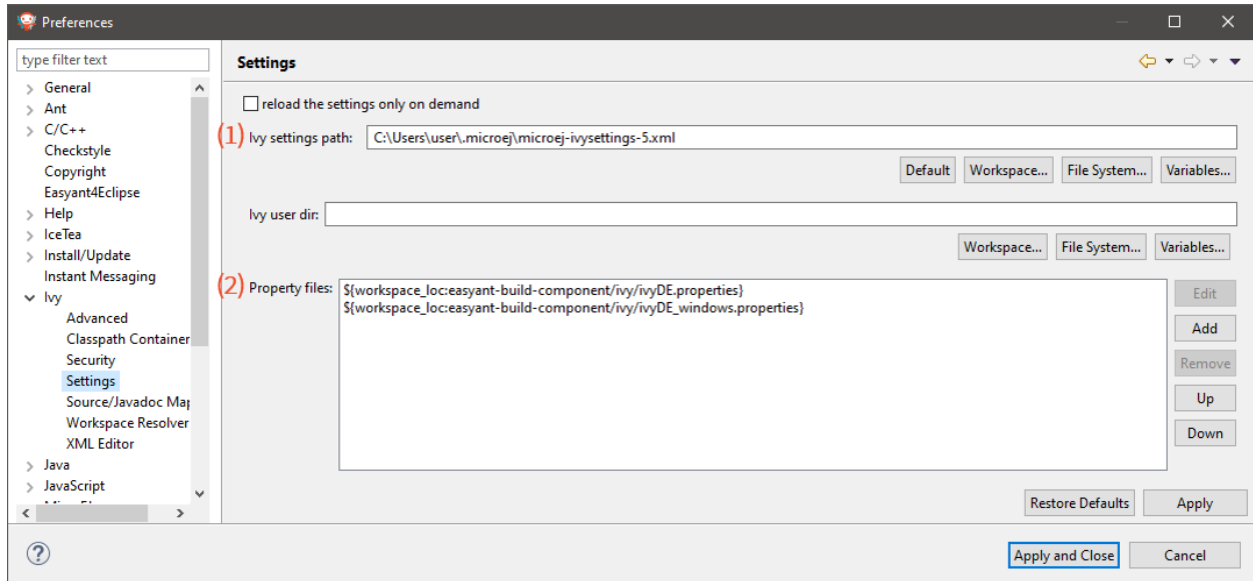 Preferences
type filter text
General
Ant
C/C++
Checkstyle
Copyright
Easyant4Eclipse
Help
IceTea
Install/Update
Instant Messaging
Ivy
Advanced
Classpath Container
Security
Settings
Source/Javadoc Map
Workspace Resolver
XML Editor
Java
JavaScript
Settings
reload the settings only on demand
(1) Ivy settings path: C:\Users\user\.microej\microej-ivysettings-5.xml
Default Workspace... File System... Variables...
Ivy user dir:
Workspace... File System... Variables...
(2) Property files: ${workspace_loc:easyant-build-component/ivy/ivyDE.properties}
${workspace_loc:easyant-build-component/ivy/ivyDE_windows.properties}
Edit
Add
Remove
Up
Down
Restore Defaults Apply
? Apply and Close Cancel